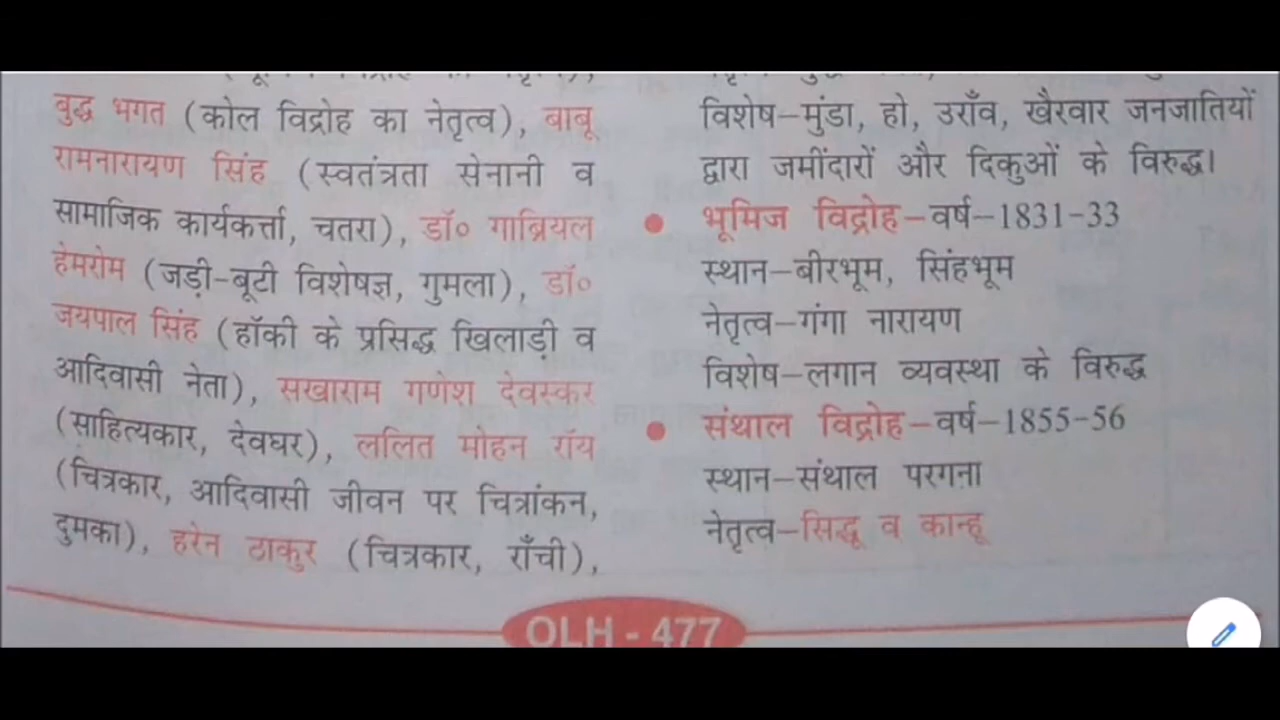 बुद्ध भगत (कोल विद्रोह का नेतृत्व), बाबू
रामनारायण सिंह (स्वतंत्रता सेनानी व
सामाजिक कार्यकर्त्ता, चतरा), डॉ० गाब्रियल
हेमरोम (जड़ी-बूटी विशेषज्ञ, गुमला), डॉ०
जयपाल सिंह (हॉकी के प्रसिद्ध खिलाड़ी व
आदिवासी नेता), सखाराम गणेश देवस्कर
(साहित्यकार, देवघर), ललित मोहन रॉय
(चित्रकार, आदिवासी जीवन पर चित्रांकन,
दुमका), हरेन ठाकुर (चित्रकार, राँची),
विशेष–मुंडा, हो, उराँव, खैरवार जनजातियों
द्वारा जमींदारों और दिकुओं के विरुद्ध।
● भूमिज विद्रोह–वर्ष–1831-33
स्थान–बीरभूम, सिंहभूम
नेतृत्व–गंगा नारायण
विशेष–लगान व्यवस्था के विरुद्ध
● संथाल विद्रोह–वर्ष–1855-56
स्थान–संथाल परगना
नेतृत्व–सिद्धू व कान्हू
OLH - 477